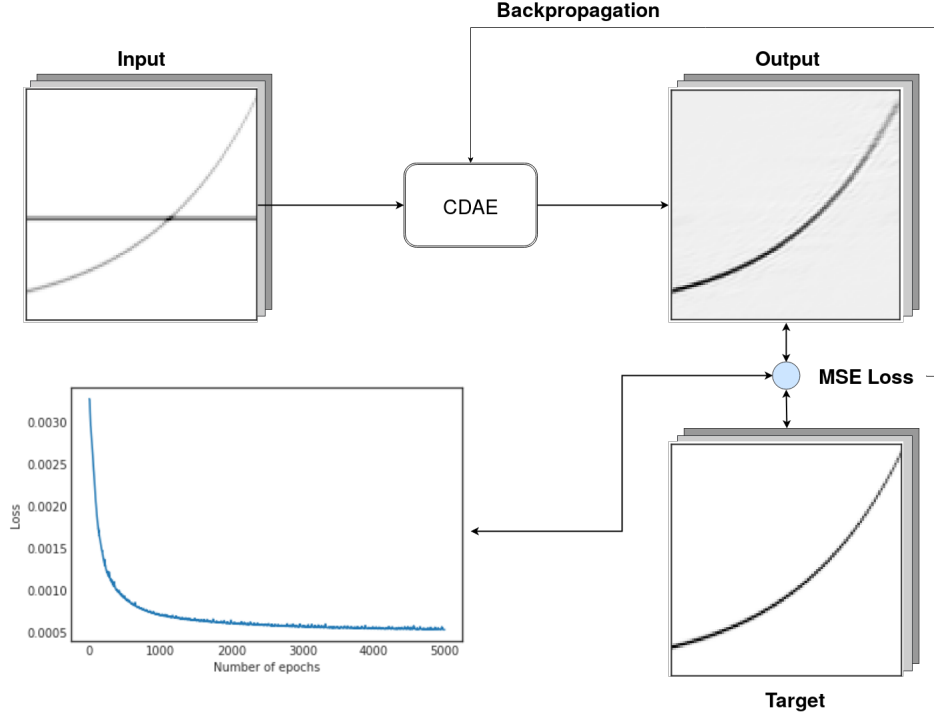 Backpropagation
Input
Output
CDAE
MSE Loss
0.0030
0.0025
0.0020
0.0015
0.0010
0.0005
Loss
0 1000 2000 3000 4000 5000
Number of epochs
Target